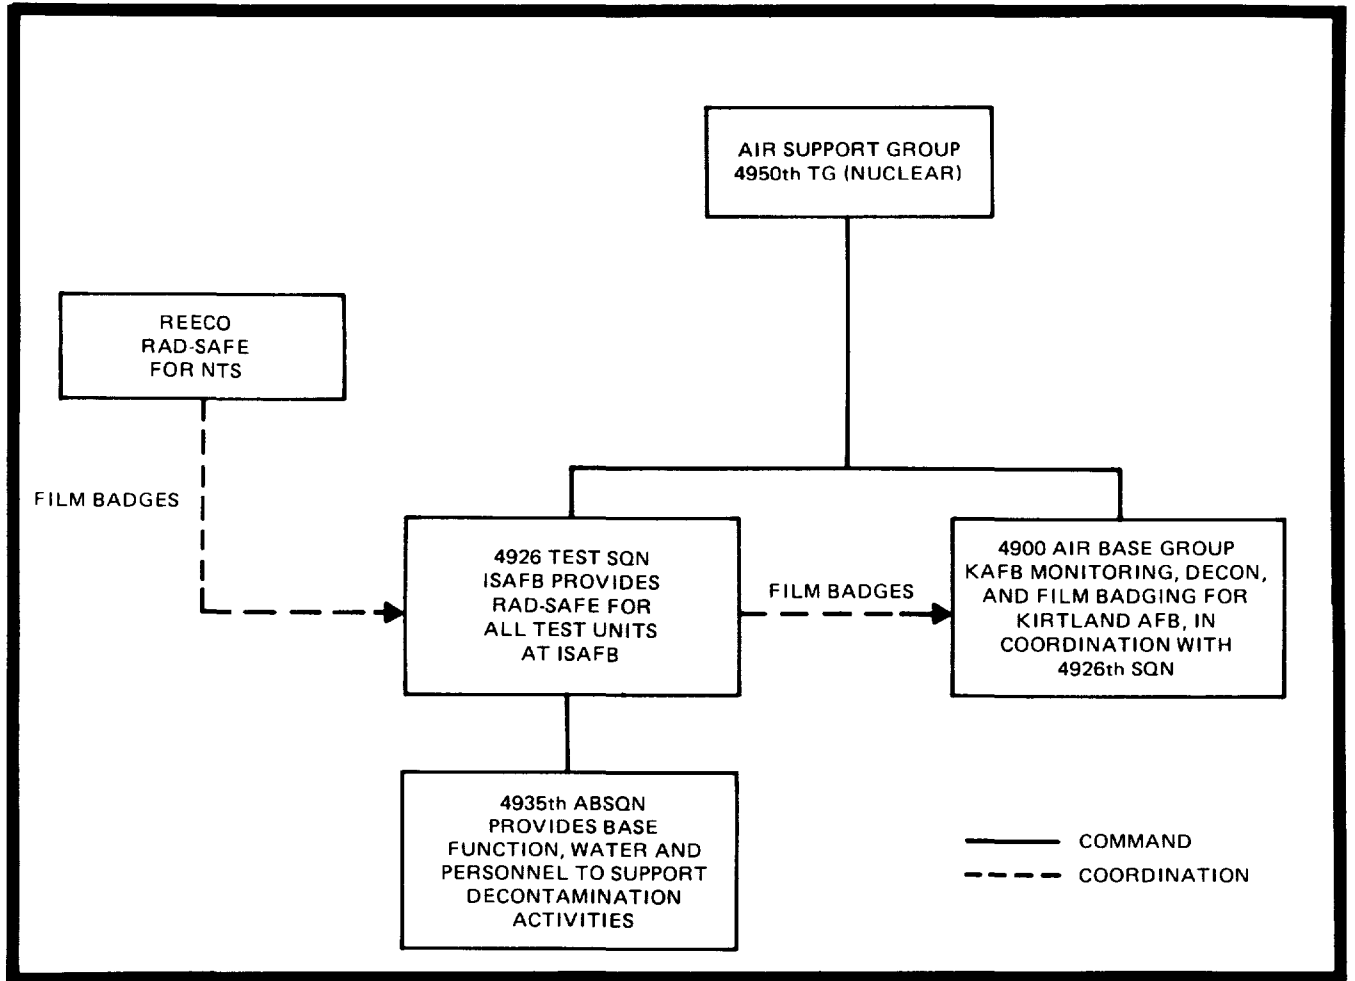 AIR SUPPORT GROUP
4950th TG (NUCLEAR)
REECO
RAD-SAFE
FOR NTS
FILM BADGES
4926 TEST SQN
ISAFB PROVIDES
RAD-SAFE FOR
ALL TEST UNITS
AT ISAFB
FILM BADGES
4900 AIR BASE GROUP
KAFB MONITORING, DECON,
AND FILM BADGING FOR
KIRTLAND AFB, IN
COORDINATION WITH
4926th SQN
4935th ABSQN
PROVIDES BASE
FUNCTION, WATER AND
PERSONNEL TO SUPPORT
DECONTAMINATION
ACTIVITIES
COMMAND
COORDINATION